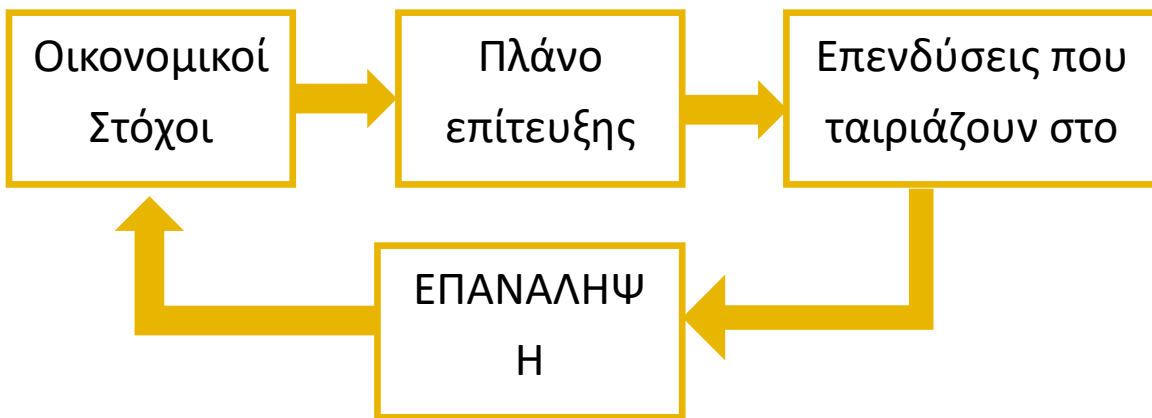 Οικονομικοί
Στόχοι
Πλάνο
επίτευξης
Επενδύσεις που
ταιριάζουν στο
ΕΠΑΝΑΛΗΨ
Η